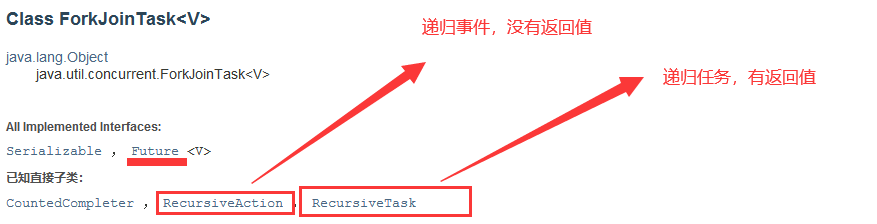 Class ForkJoinTask<V>
递归事件，没有返回值
java.lang.Object
java.util.concurrent.ForkJoinTask<V>
递归任务，有返回值
All Implemented Interfaces:
Serializable ， Future <V>
已知直接子类：
CountedCompleter ， RecursiveAction ， RecursiveTask